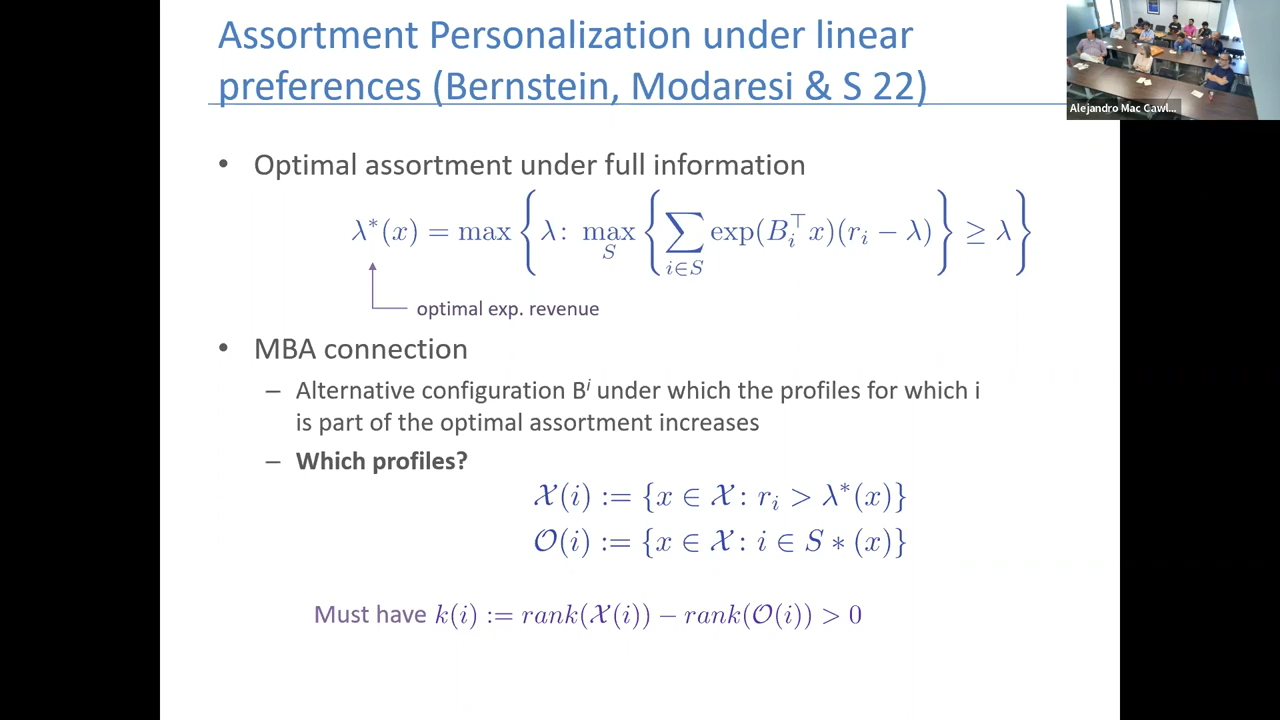 Assortment Personalization under linear
preferences (Bernstein, Modaresi & S 22)
Alejandro Mac Cawl...
• Optimal assortment under full information
λ*(x) = max { λ: max_S { ∑_{i∈S} exp(B_i^⊤ x)(r_i − λ) } ≥ λ }
optimal exp. revenue
• MBA connection
– Alternative configuration B^i under which the profiles for which i
is part of the optimal assortment increases
– Which profiles?
𝒳(i) := {x ∈ 𝒳: r_i > λ*(x)}
𝒪(i) := {x ∈ 𝒳: i ∈ S ∗ (x)}
Must have k(i) := rank(𝒳(i)) − rank(𝒪(i)) > 0